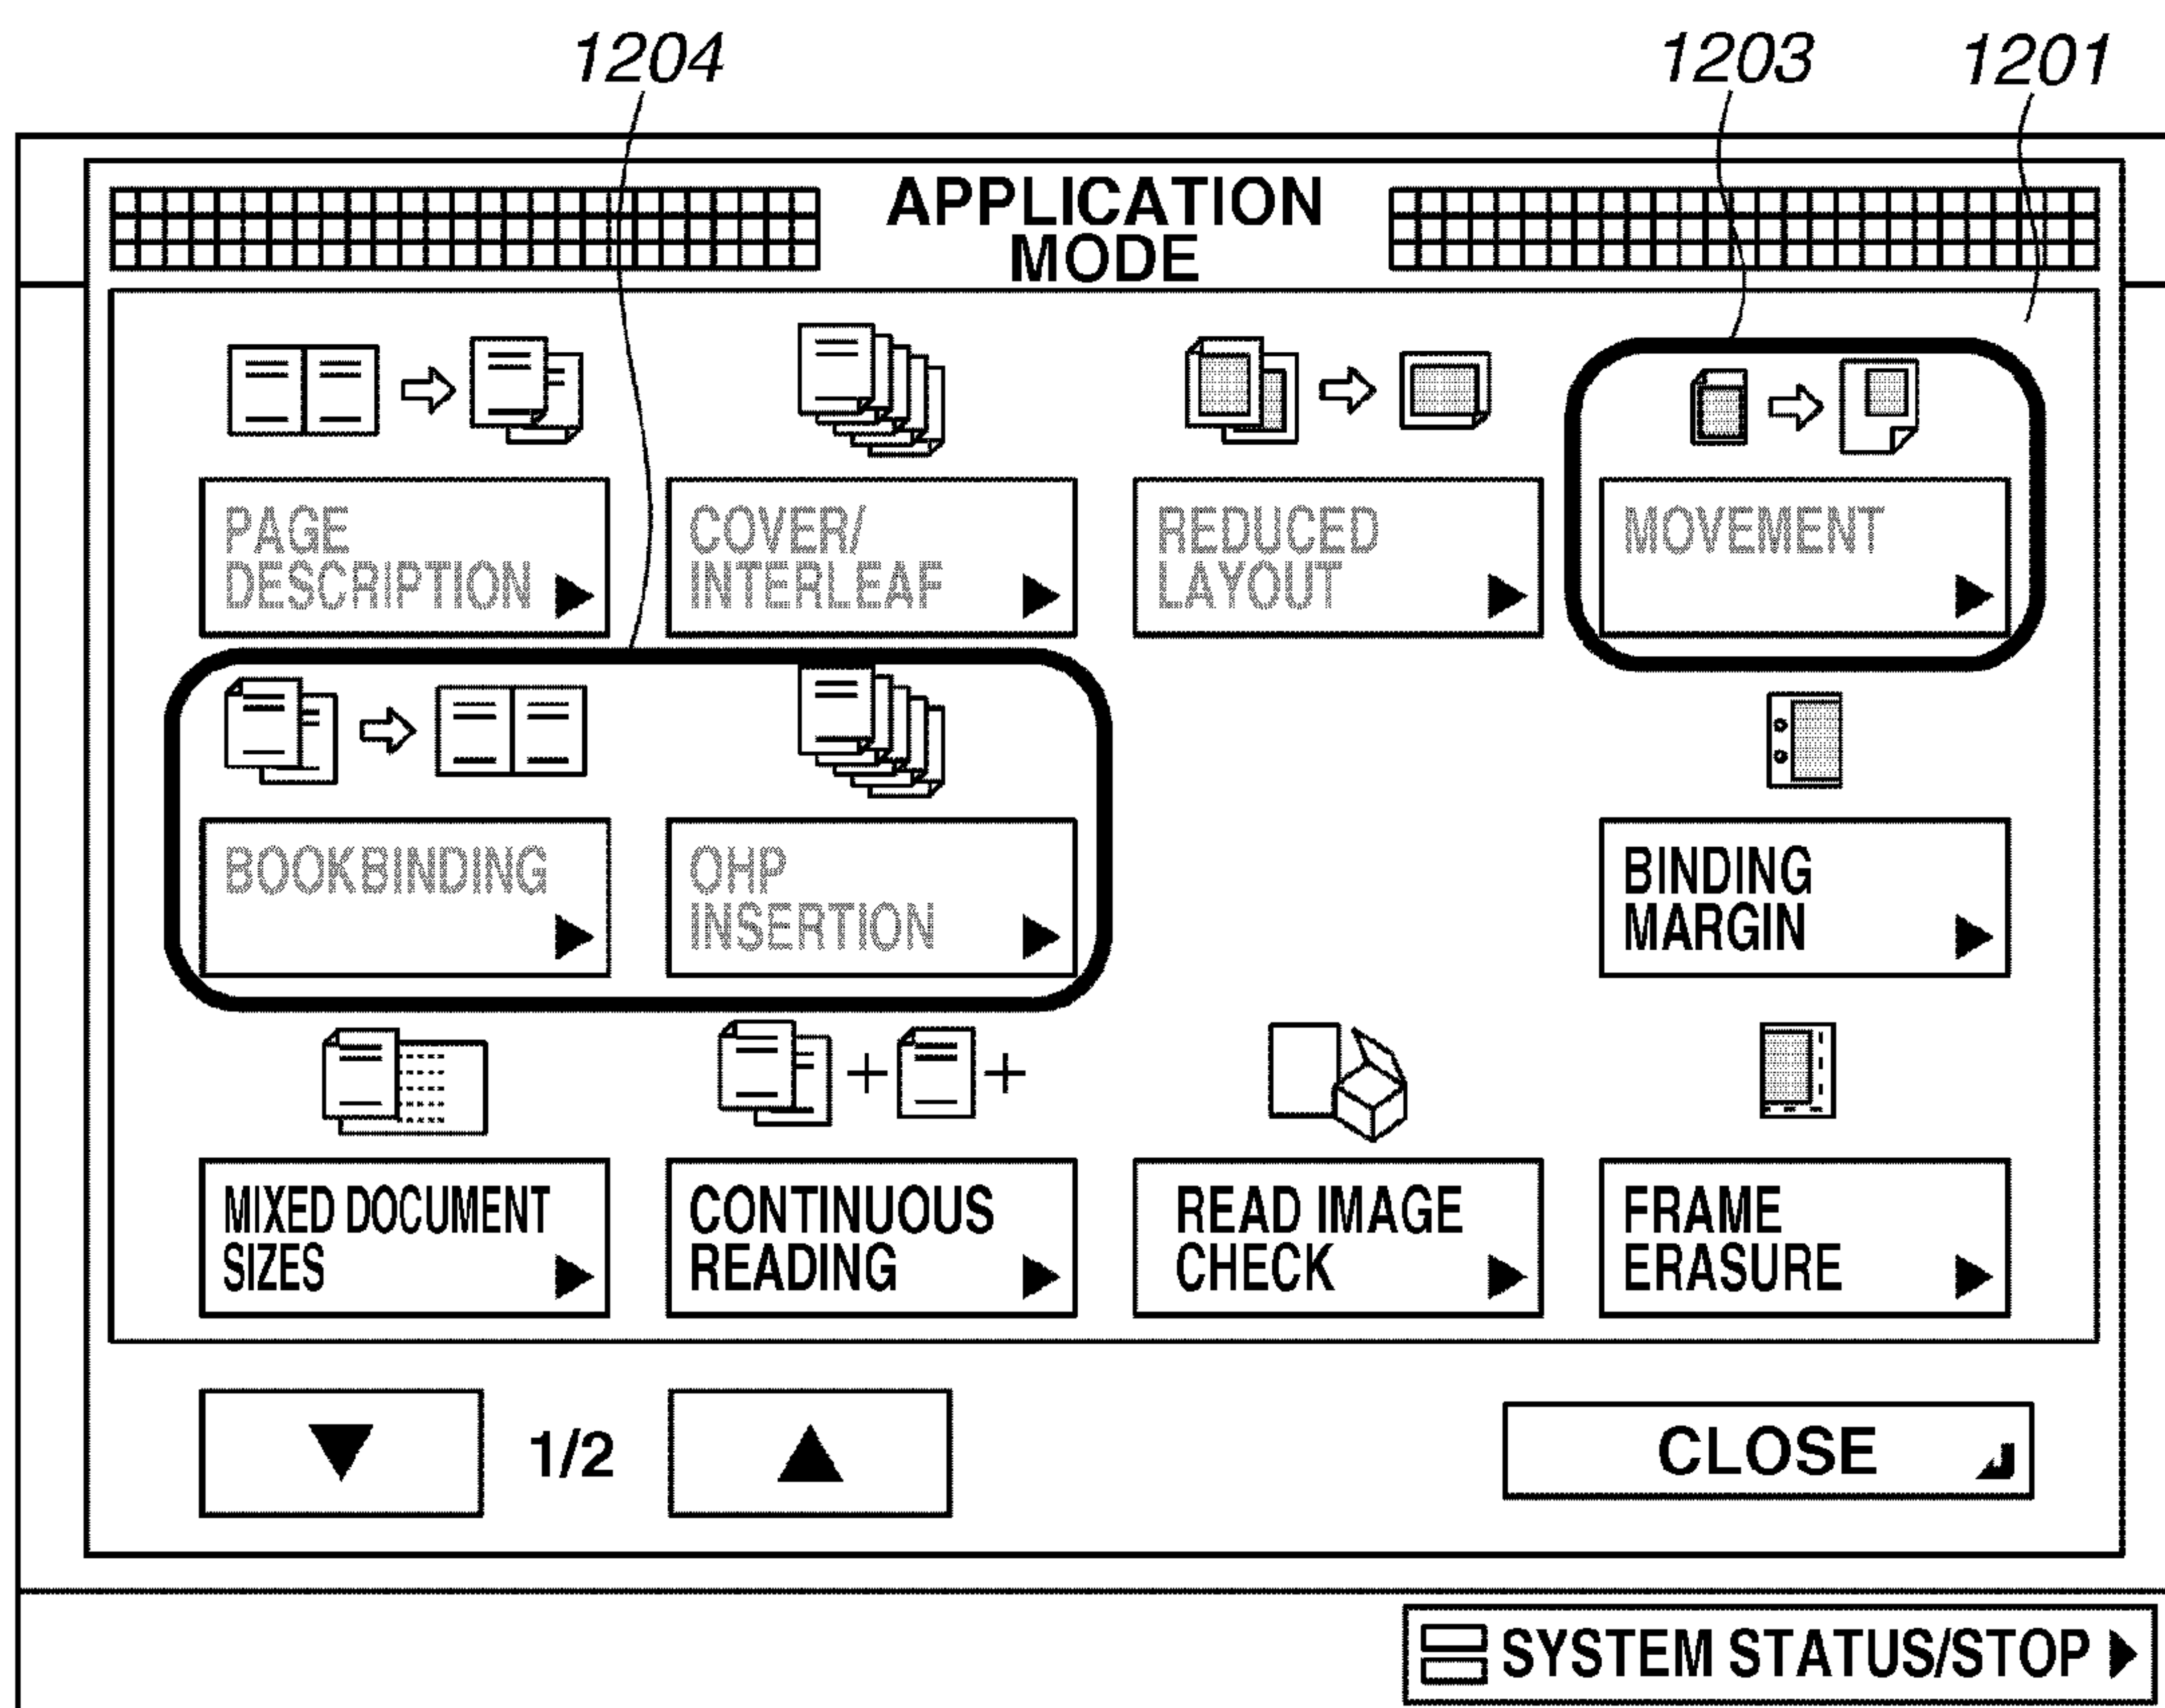 1204
1203
1201
APPLICATION
MODE
PAGE
DESCRIPTION
COVER/
INTERLEAF
REDUCED
LAYOUT
MOVEMENT
BOOKBINDING
OHP
INSERTION
BINDING
MARGIN
MIXED DOCUMENT
SIZES
CONTINUOUS
READING
READ IMAGE
CHECK
FRAME
ERASURE
1/2
CLOSE
SYSTEM STATUS/STOP